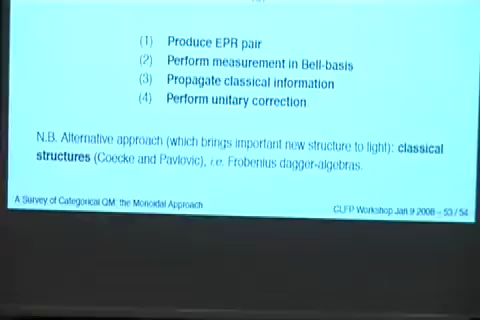 (1) Produce EPR pair
(2) Perform measurement in Bell-basis
(3) Propagate classical information
(4) Perform unitary correction
N.B. Alternative approach (which brings important new structure to light): classical
structures (Coecke and Pavlovic), i.e. Frobenius dagger-algebras.
A Survey of Categorical QM: the Monoidal Approach
Workshop Jan 9 2008 – 53 / 54